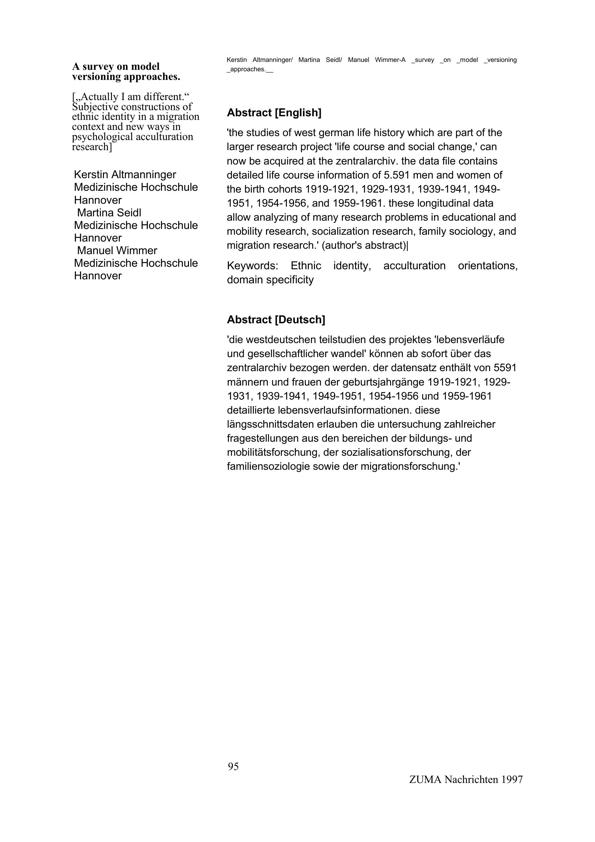 A survey on model
versioning approaches.
[„Actually I am different.“
Subjective constructions of
ethnic identity in a migration
context and new ways in
psychological acculturation
research]
Kerstin Altmanninger
Medizinische Hochschule
Hannover
Martina Seidl
Medizinische Hochschule
Hannover
Manuel Wimmer
Medizinische Hochschule
Hannover
Kerstin Altmanninger/ Martina Seidl/ Manuel Wimmer-A _survey _on _model _versioning
_approaches.__
Abstract [English]
'the studies of west german life history which are part of the
larger research project 'life course and social change,' can
now be acquired at the zentralarchiv. the data file contains
detailed life course information of 5.591 men and women of
the birth cohorts 1919-1921, 1929-1931, 1939-1941, 1949-
1951, 1954-1956, and 1959-1961. these longitudinal data
allow analyzing of many research problems in educational and
mobility research, socialization research, family sociology, and
migration research.' (author's abstract)|
Keywords: Ethnic identity, acculturation orientations,
domain specificity
Abstract [Deutsch]
'die westdeutschen teilstudien des projektes 'lebensverläufe
und gesellschaftlicher wandel' können ab sofort über das
zentralarchiv bezogen werden. der datensatz enthält von 5591
männern und frauen der geburtsjahrgänge 1919-1921, 1929-
1931, 1939-1941, 1949-1951, 1954-1956 und 1959-1961
detaillierte lebensverlaufsinformationen. diese
längsschnittsdaten erlauben die untersuchung zahlreicher
fragestellungen aus den bereichen der bildungs- und
mobilitätsforschung, der sozialisationsforschung, der
familiensoziologie sowie der migrationsforschung.'
95
ZUMA Nachrichten 1997